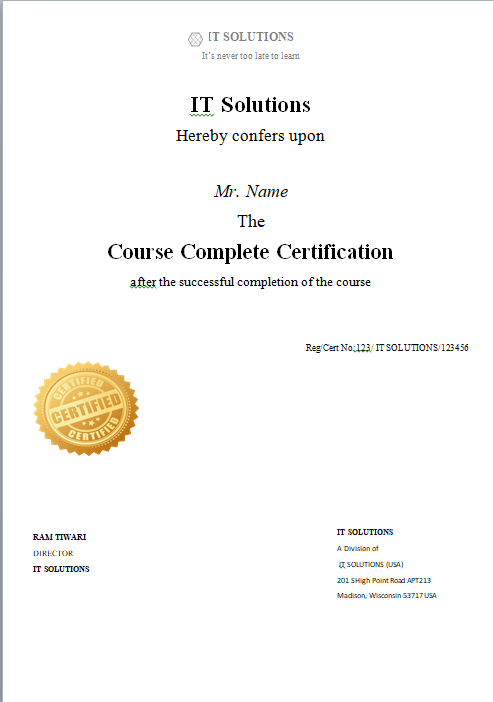 IT SOLUTIONS
It's never too late to learn
IT Solutions
Hereby confers upon
Mr. Name
The
Course Complete Certification
after the successful completion of the course
Reg/Cert No:123/ IT SOLUTIONS/123456
CERTIFIED
CERTIFIED
CERTIFIED
RAM TIWARI
DIRECTOR
IT SOLUTIONS
IT SOLUTIONS
A Division of
IT SOLUTIONS (USA)
201 SHigh Point Road APT213
Madison, Wisconsin 53717 USA